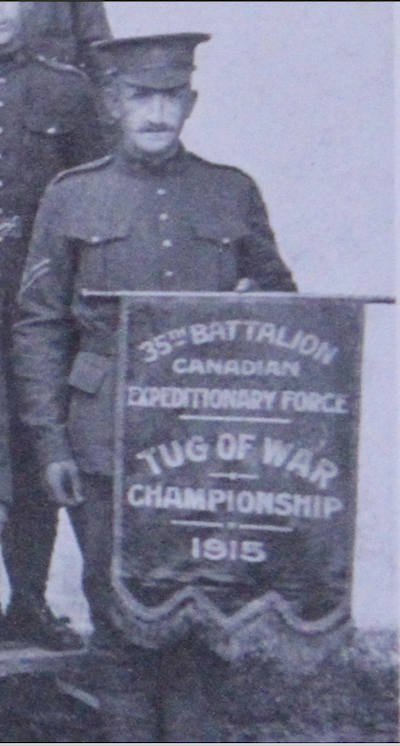 35TH BATTALION
CANADIAN
EXPEDITIONARY FORCE
TUG OF WAR
CHAMPIONSHIP
1915